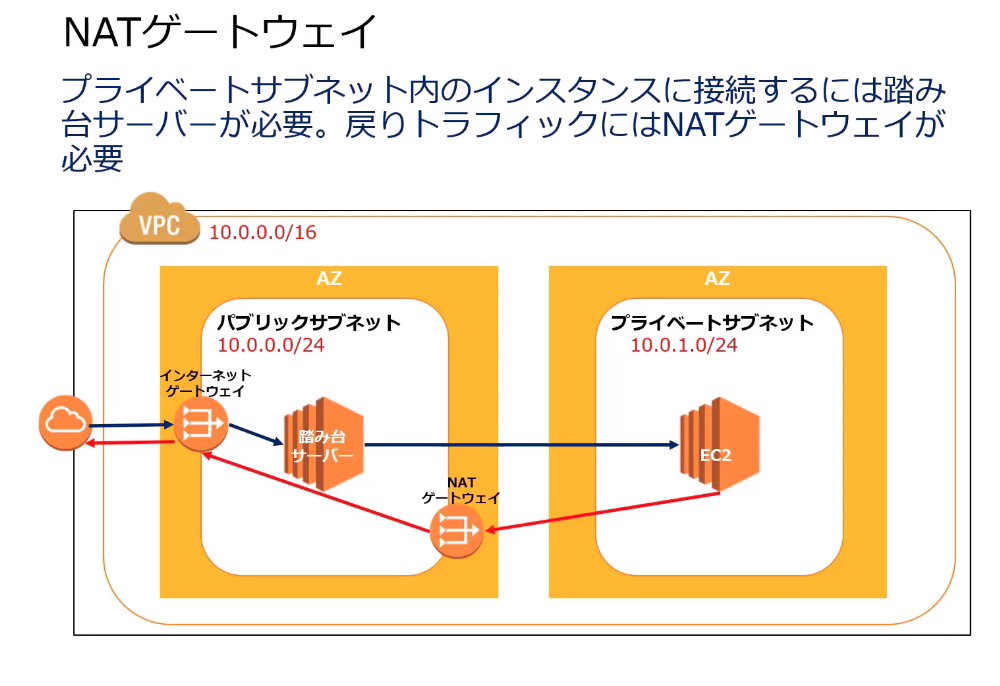 NATゲートウェイ
プライベートサブネット内のインスタンスに接続するには踏み
台サーバーが必要。戻りトラフィックにはNATゲートウェイが
必要
VPC
10.0.0.0/16
AZ
パブリックサブネット
10.0.0.0/24
インターネット
ゲートウェイ
踏み台
サーバー
NAT
ゲートウェイ
AZ
プライベートサブネット
10.0.1.0/24
EC2